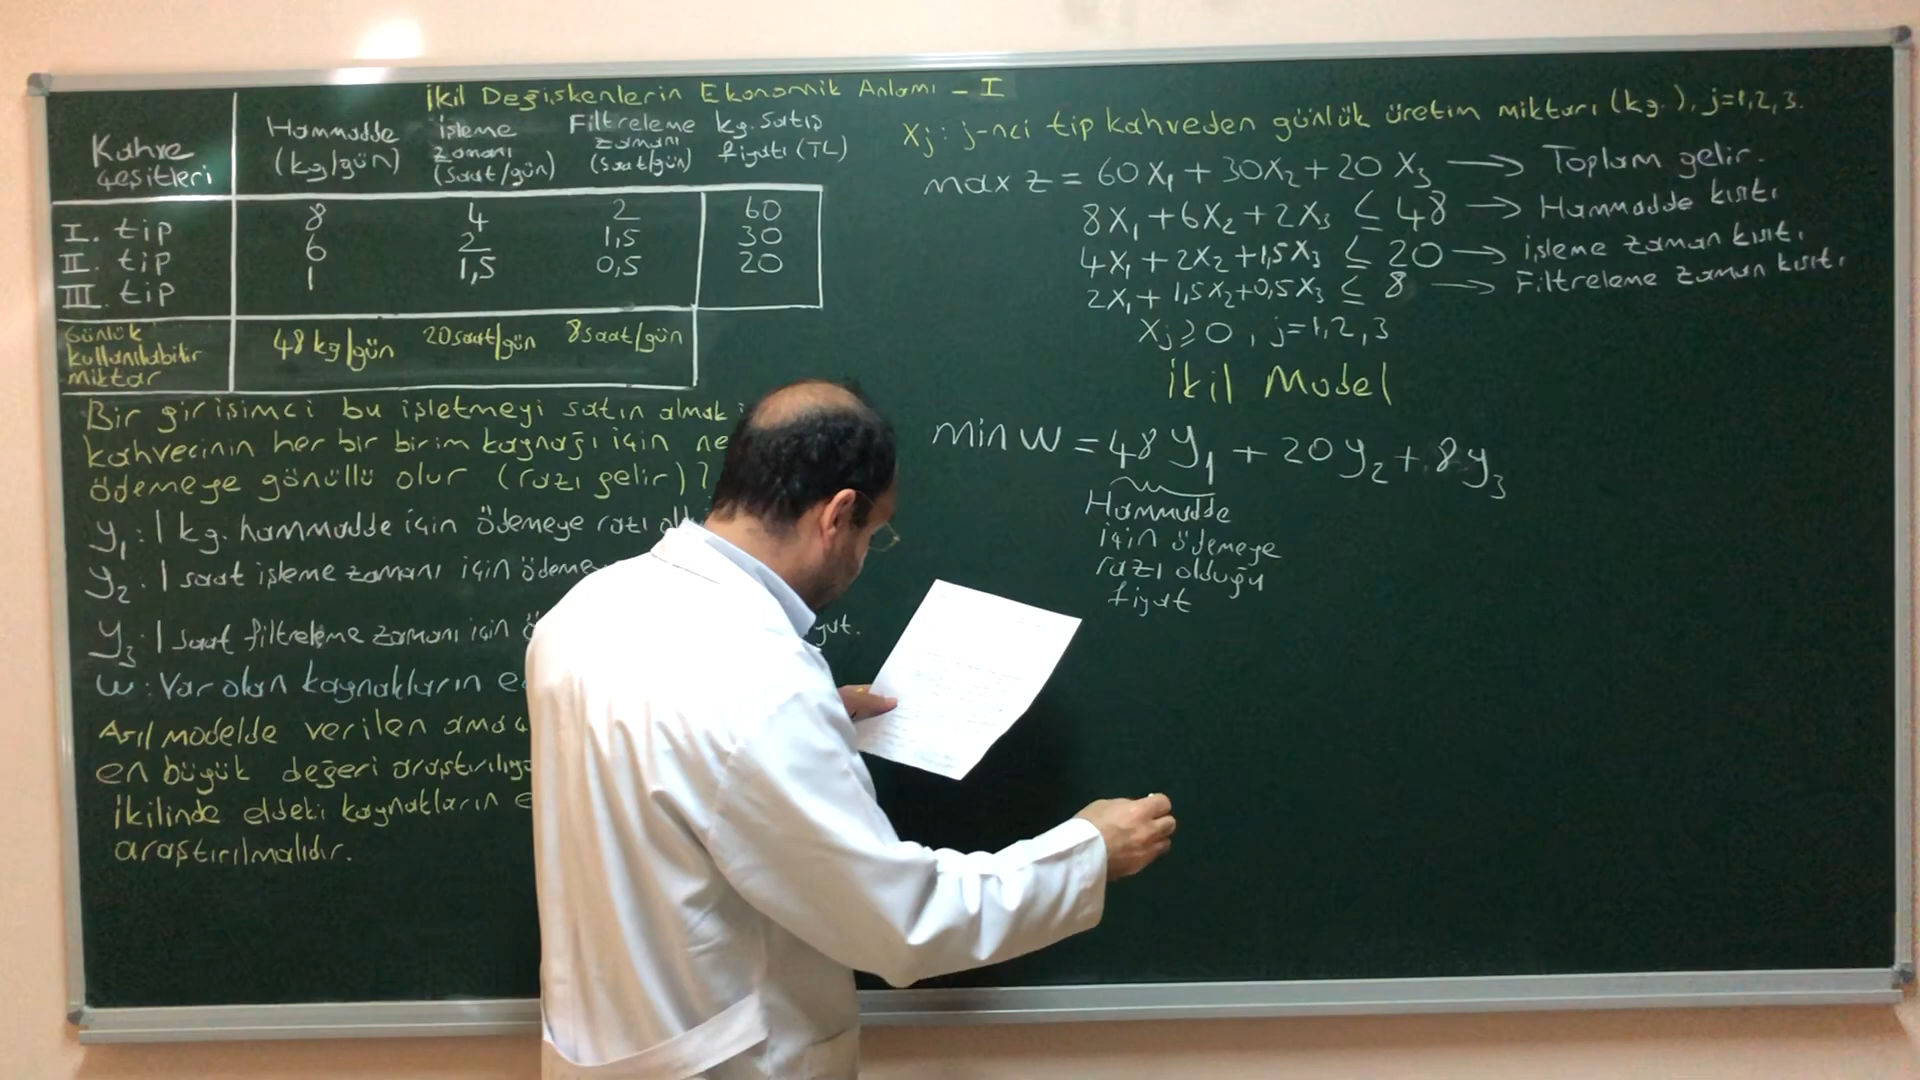 İkil Değişkenlerin Ekonomik Anlamı - I
Kahve çeşitleri
Hammadde (kg/gün)
işleme zamanı (saat/gün)
Filtreleme zamanı (saat/gün)
kg. satış fiyatı (TL)
I. tip 8 4 2 60
II. tip 6 2 1,5 30
III. tip 1 1,5 0,5 20
Günlük kullanılabilir miktar
48 kg/gün 20 saat/gün 8 saat/gün
Bir girişimci bu işletmeyi satın almak
kahvecinin her bir birim kaynağı için ne
ödemeye gönüllü olur (razı gelir)?
y₁: 1 kg. hammadde için ödemeye razı
y₂: 1 saat işleme zamanı için ödeme
y₃: 1 saat filtreleme zamanı için
w: Var olan kaynakların
Asıl modelde verilen amaç
en büyük değeri
ikilinde eldeki kaynakların
araştırılmalıdır.
Xj: j-nci tip kahveden günlük üretim miktarı (kg.), j=1,2,3.
max z = 60X₁ + 30X₂ + 20X₃ → Toplam gelir.
8X₁ + 6X₂ + 2X₃ ≤ 48 → Hammadde kısıtı
4X₁ + 2X₂ + 1,5X₃ ≤ 20 → işleme zaman kısıtı
2X₁ + 1,5X₂ + 0,5X₃ ≤ 8 → Filtreleme zaman kısıtı
Xj ≥ 0, j=1,2,3
İkil Model
min w = 48y₁ + 20y₂ + 8y₃
Hammadde
için ödemeye
razı olduğu
fiyat